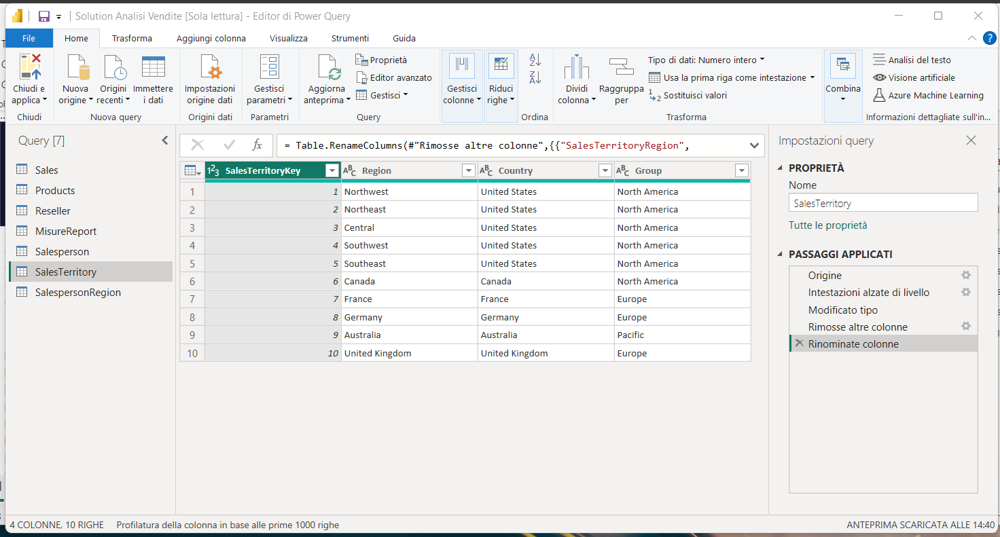 Solution Analisi Vendite [Sola lettura] - Editor di Power Query
File Home Trasforma Aggiungi colonna Visualizza Strumenti Guida
Chiudi e applica
Chiudi
Nuova origine
Origini recenti
Immettere i dati
Nuova query
Impostazioni origine dati
Origini dati
Gestisci parametri
Parametri
Aggiorna anteprima
Proprietà
Editor avanzato
Gestisci
Query
Gestisci colonne
Riduci righe
Ordina
Dividi colonna
Raggruppa per
Tipo di dati: Numero intero
Usa la prima riga come intestazione
Sostituisci valori
Trasforma
Combina
Analisi del testo
Visione artificiale
Azure Machine Learning
Informazioni dettagliate sull'in...
Query [7]
Sales
Products
Reseller
MisureReport
Salesperson
SalesTerritory
SalespersonRegion
= Table.RenameColumns(#"Rimosse altre colonne",{{"SalesTerritoryRegion",
SalesTerritoryKey Region Country Group
1 1 Northwest United States North America
2 2 Northeast United States North America
3 3 Central United States North America
4 4 Southwest United States North America
5 5 Southeast United States North America
6 6 Canada Canada North America
7 7 France France Europe
8 8 Germany Germany Europe
9 9 Australia Australia Pacific
10 10 United Kingdom United Kingdom Europe
Impostazioni query
PROPRIETÀ
Nome
SalesTerritory
Tutte le proprietà
PASSAGGI APPLICATI
Origine
Intestazioni alzate di livello
Modificato tipo
Rimosse altre colonne
Rinominate colonne
4 COLONNE, 10 RIGHE Profilatura della colonna in base alle prime 1000 righe
ANTEPRIMA SCARICATA ALLE 14:40